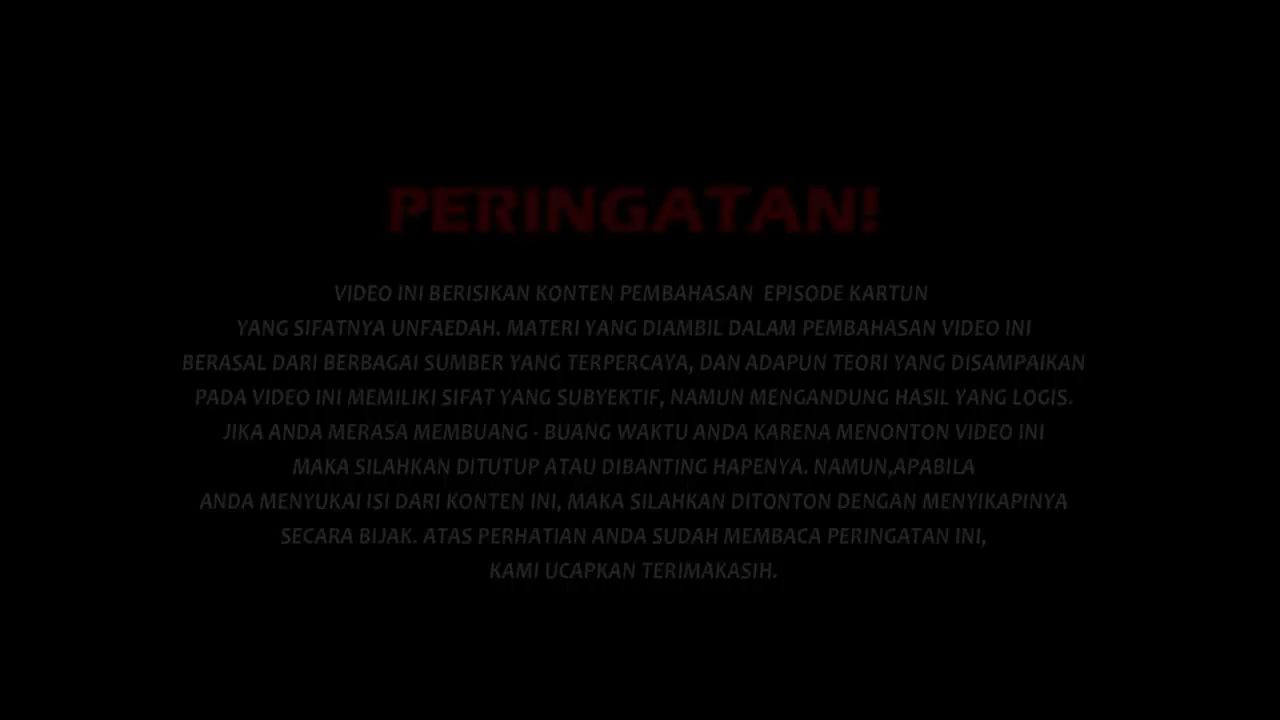 PERINGATAN!
VIDEO INI BERISIKAN KONTEN PEMBAHASAN EPISODE KARTUN
YANG SIFATNYA UNFAEDAH. MATERI YANG DIAMBIL DALAM PEMBAHASAN VIDEO INI
BERASAL DARI BERBAGAI SUMBER YANG TERPERCAYA, DAN ADAPUN TEORI YANG DISAMPAIKAN
PADA VIDEO INI MEMILIKI SIFAT YANG SUBYEKTIF, NAMUN MENGANDUNG HASIL YANG LOGIS.
JIKA ANDA MERASA MEMBUANG - BUANG WAKTU ANDA KARENA MENONTON VIDEO INI
MAKA SILAHKAN DITUTUP ATAU DIBANTING HAPENYA. NAMUN,APABILA
ANDA MENYUKAI ISI DARI KONTEN INI, MAKA SILAHKAN DITONTON DENGAN MENYIKAPINYA
SECARA BIJAK. ATAS PERHATIAN ANDA SUDAH MEMBACA PERINGATAN INI,
KAMI UCAPKAN TERIMAKASIH.